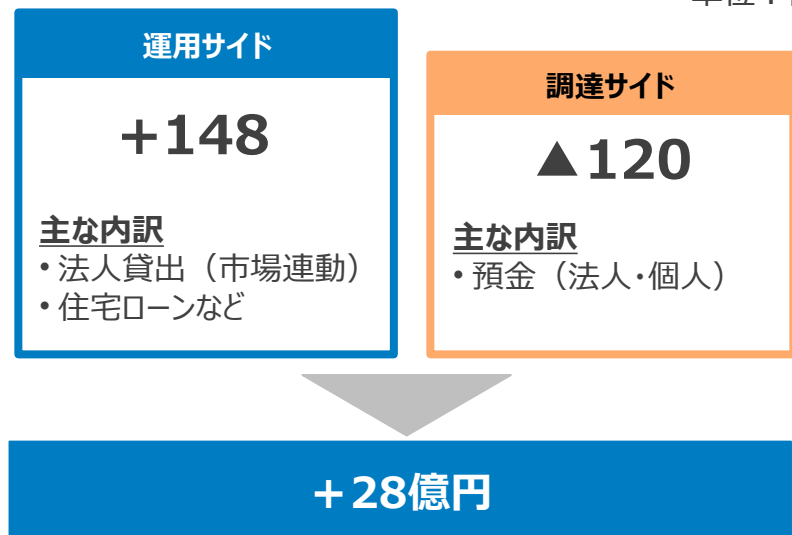 単位：
運用サイド
+148
主な内訳
・法人貸出（市場連動）
・住宅ローンなど
調達サイド
▲120
主な内訳
・預金（法人・個人）
+28億円